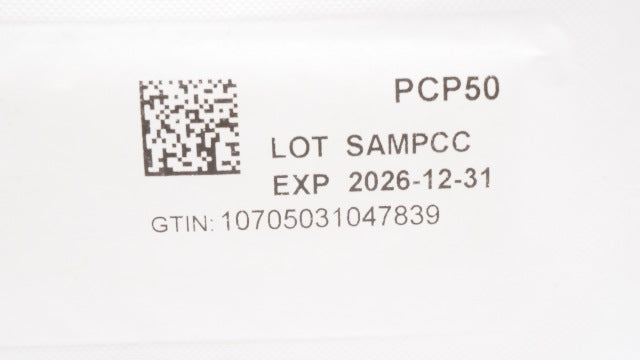 PCP50
LOT SAMPCC
EXP 2026-12-31
GTIN: 10705031047839